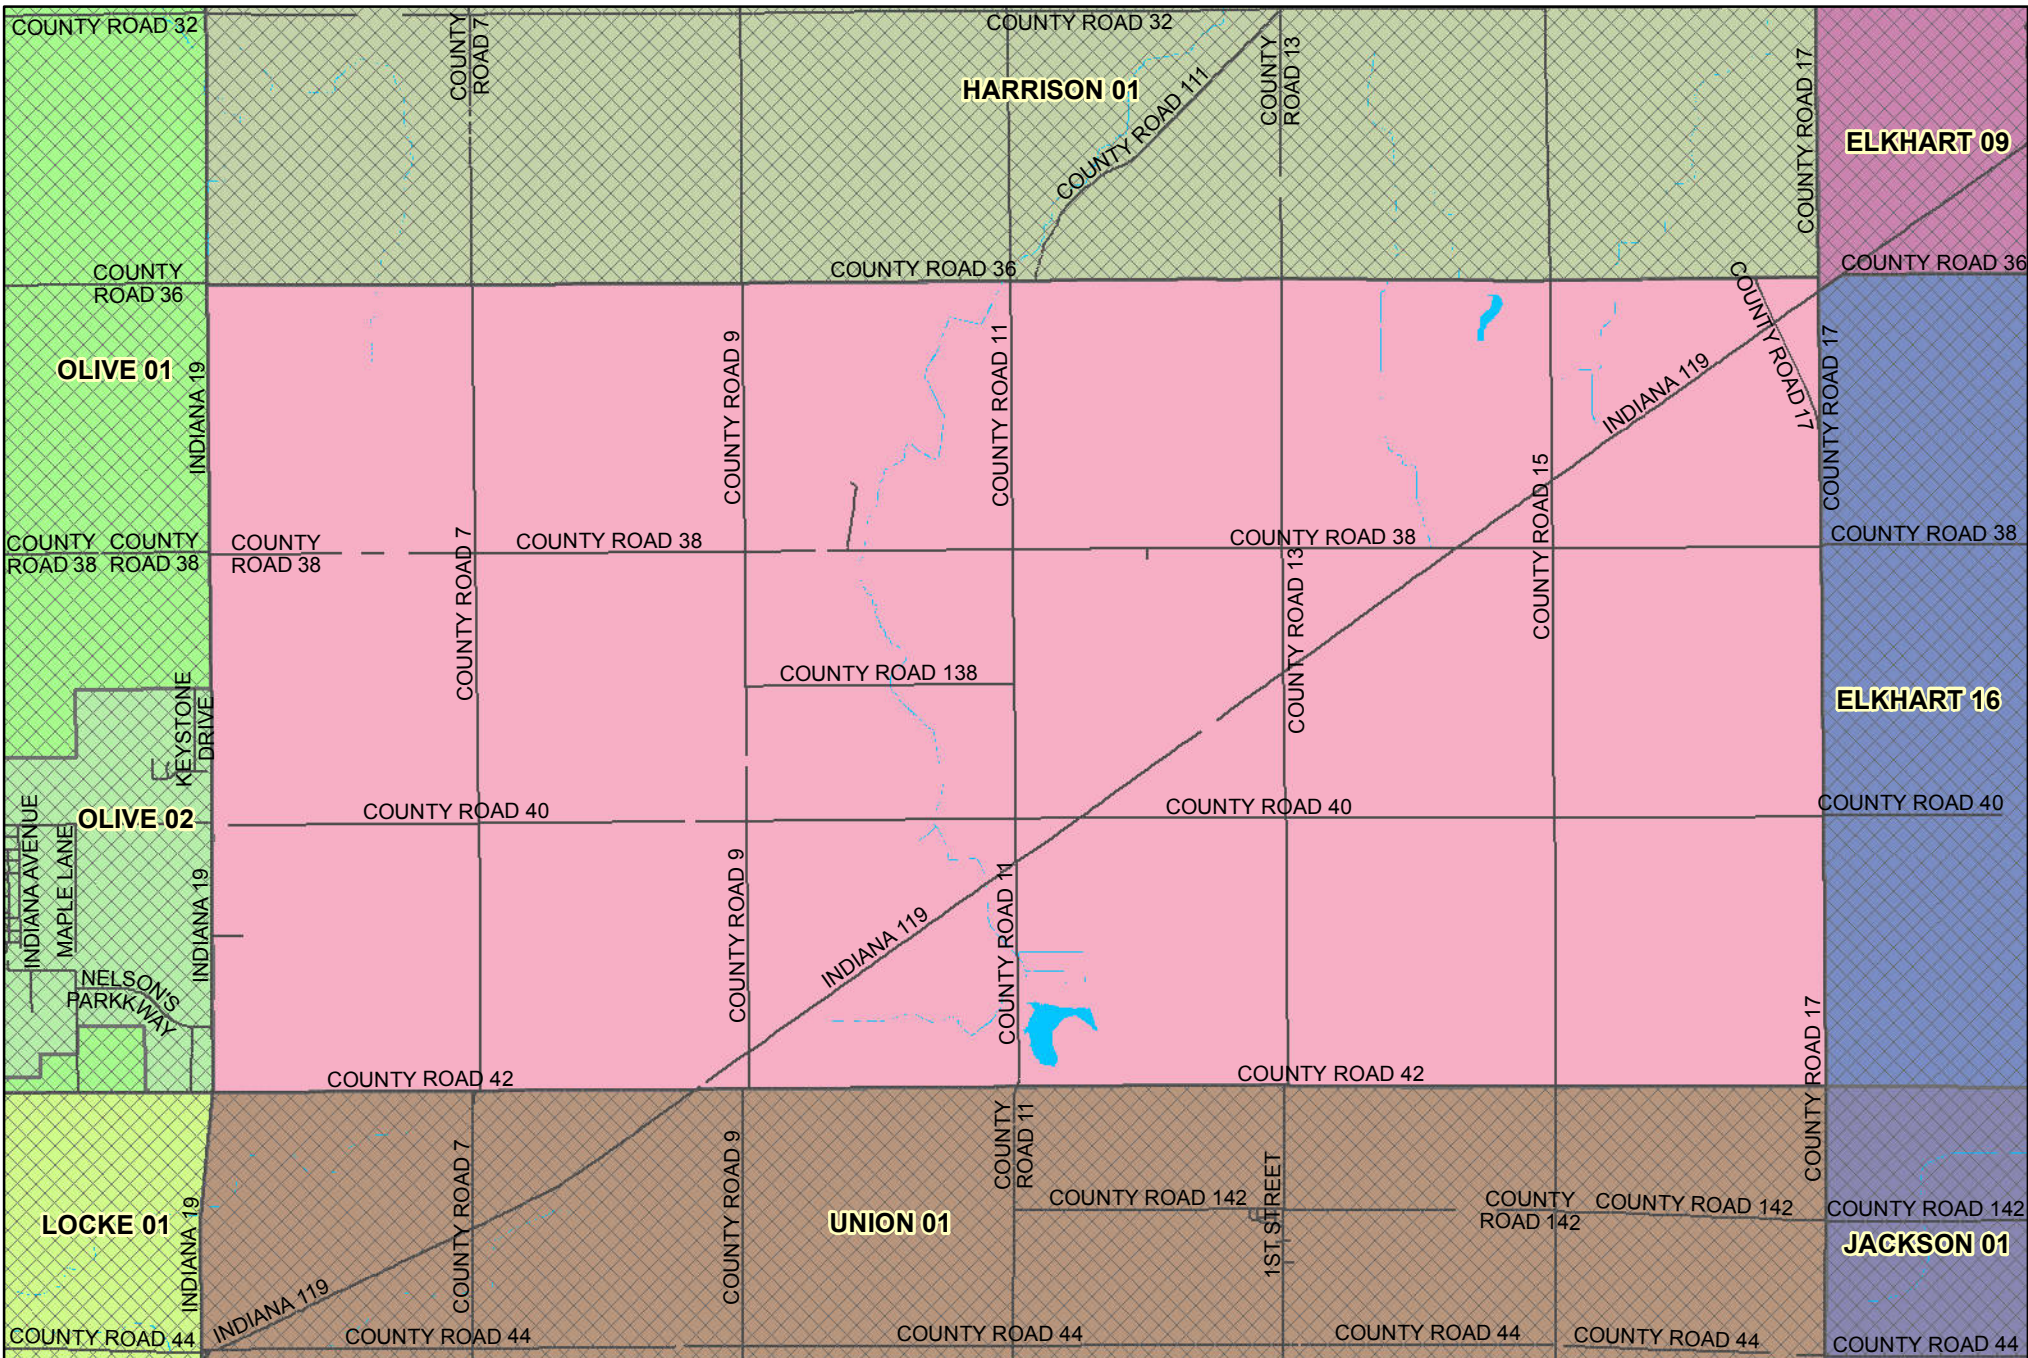 COUNTY ROAD 32
COUNTY
ROAD 7
COUNTY ROAD 32
HARRISON 01
COUNTY ROAD 111
COUNTY
ROAD 13
COUNTY ROAD 17
ELKHART 09
COUNTY
ROAD 36
COUNTY ROAD 36
COUNTY ROAD 36
COUNTY ROAD 17
OLIVE 01
INDIANA 19
COUNTY ROAD 9
COUNTY ROAD 11
INDIANA 119
COUNTY ROAD 17
COUNTY ROAD 15
COUNTY
ROAD 38
COUNTY
ROAD 38
COUNTY
ROAD 38
COUNTY ROAD 7
COUNTY ROAD 38
COUNTY ROAD 38
COUNTY ROAD 38
COUNTY ROAD 13
COUNTY ROAD 138
KEYSTONE
DRIVE
ELKHART 16
OLIVE 02
COUNTY ROAD 40
COUNTY ROAD 40
COUNTY ROAD 40
INDIANA AVENUE
MAPLE LANE
INDIANA 19
COUNTY ROAD 9
INDIANA 119
COUNTY ROAD 11
NELSON'S
PARKKWAY
COUNTY ROAD 17
COUNTY ROAD 42
COUNTY ROAD 42
COUNTY ROAD 7
COUNTY ROAD 9
COUNTY
ROAD 11
1ST STREET
LOCKE 01
INDIANA 19
UNION 01
COUNTY ROAD 142
COUNTY
ROAD 142
COUNTY ROAD 142
COUNTY ROAD 142
JACKSON 01
INDIANA 119
COUNTY ROAD 44
COUNTY ROAD 44
COUNTY ROAD 44
COUNTY ROAD 44
COUNTY ROAD 44
COUNTY ROAD 44